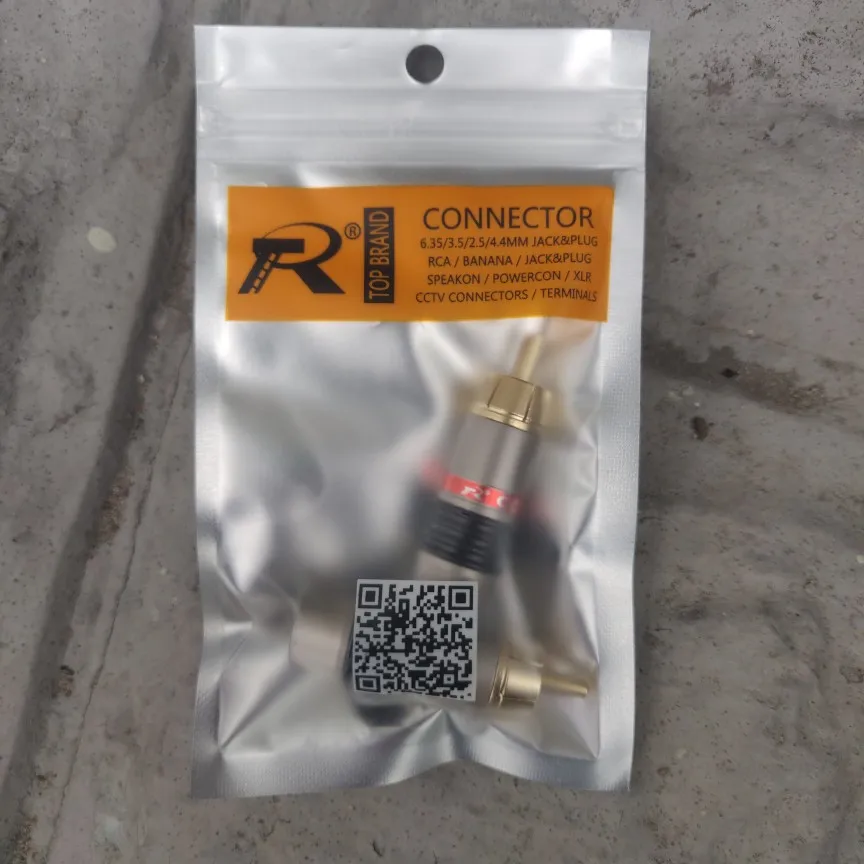 R®
TOP BRAND
CONNECTOR
6.35/3.5/2.5/4.4MM JACK&PLUG
RCA / BANANA / JACK&PLUG
SPEAKON / POWERCON / XLR
CCTV CONNECTORS / TERMINALS